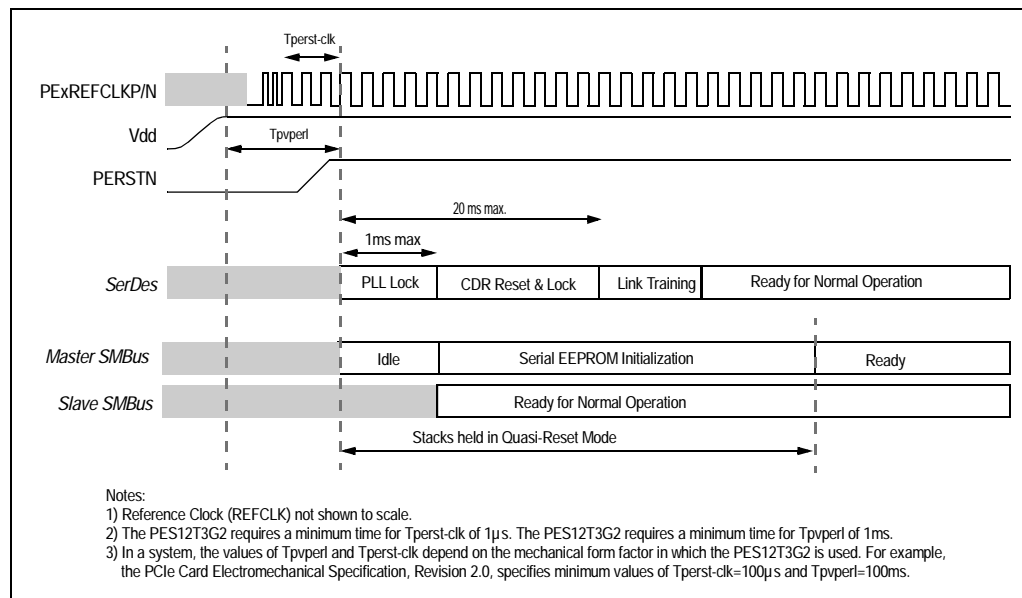 Tperst-clk
PExREFCLKP/N
Vdd
Tpvperl
PERSTN
20 ms max.
1ms max
SerDes
PLL Lock
CDR Reset & Lock
Link Training
Ready for Normal Operation
Master SMBus
Idle
Serial EEPROM Initialization
Ready
Slave SMBus
Ready for Normal Operation
Stacks held in Quasi-Reset Mode
Notes:
1) Reference Clock (REFCLK) not shown to scale.
2) The PES12T3G2 requires a minimum time for Tperst-clk of 1µs. The PES12T3G2 requires a minimum time for Tpvperl of 1ms.
3) In a system, the values of Tpvperl and Tperst-clk depend on the mechanical form factor in which the PES12T3G2 is used. For example,
the PCIe Card Electromechanical Specification, Revision 2.0, specifies minimum values of Tperst-clk=100µs and Tpvperl=100ms.